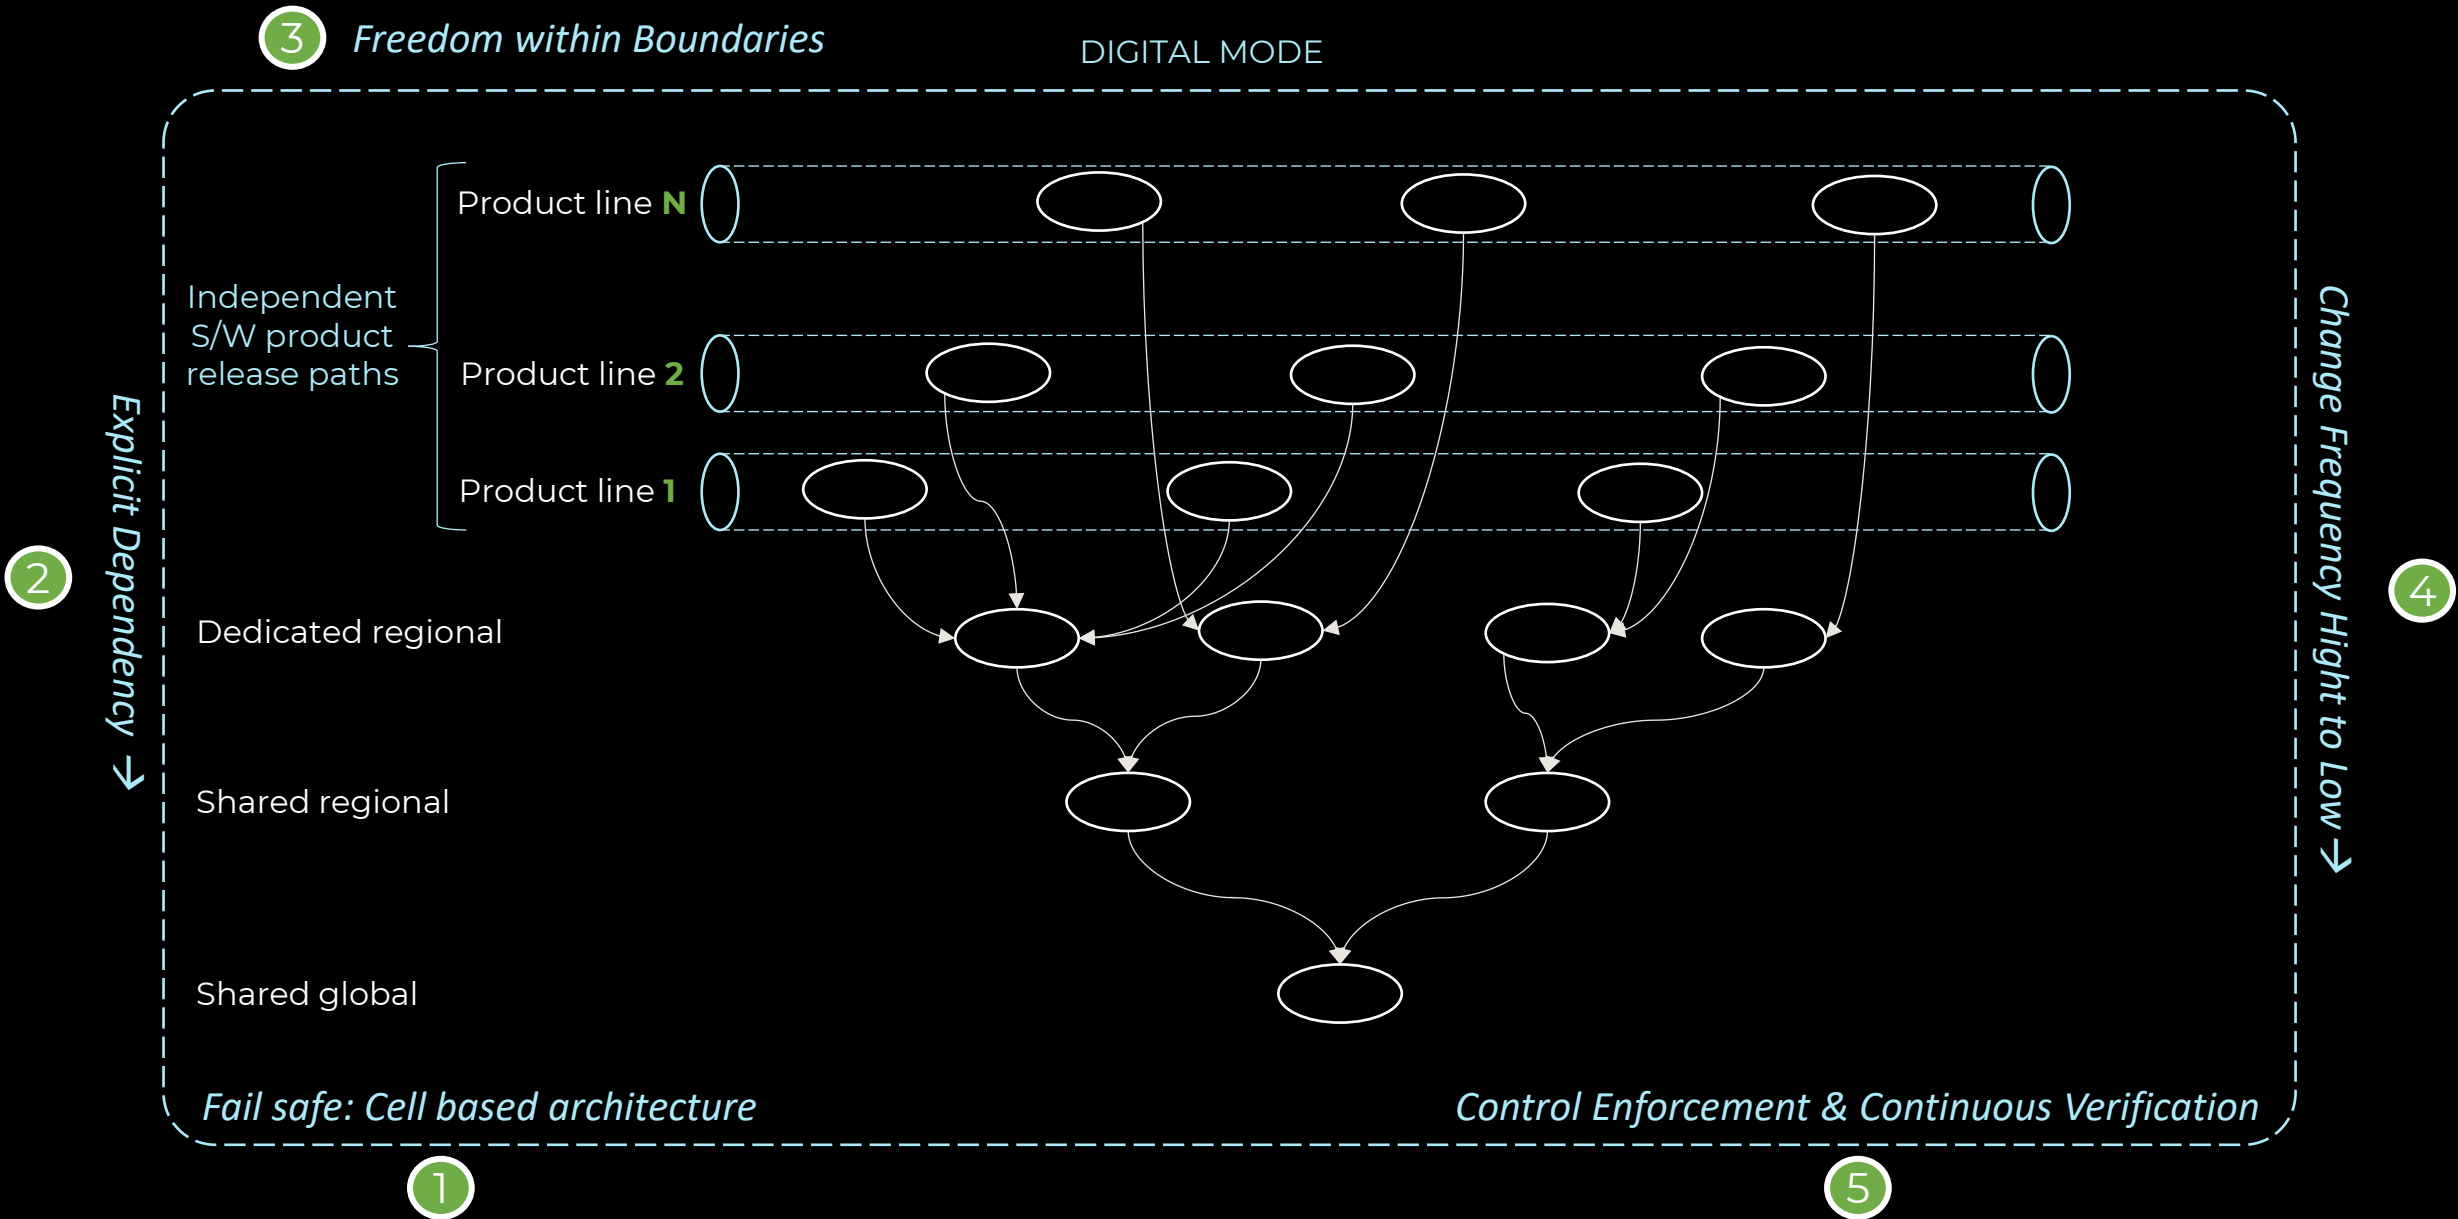 3
Freedom within Boundaries
DIGITAL MODE
Product line N
Independent
S/W product
release paths
Product line 2
Product line 1
2
Explicit Dependency →
Change Frequency Hight to Low →
4
Dedicated regional
Shared regional
Shared global
Fail safe: Cell based architecture
Control Enforcement & Continuous Verification
1
5